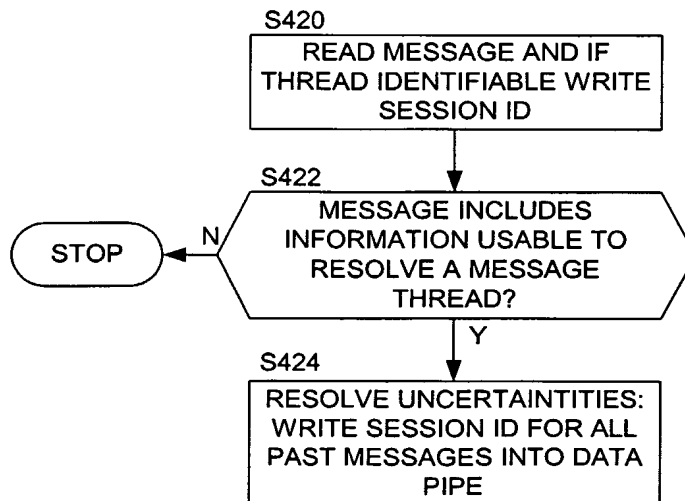 S420
READ MESSAGE AND IF
THREAD IDENTIFIABLE WRITE
SESSION ID
S422
MESSAGE INCLUDES
INFORMATION USABLE TO
RESOLVE A MESSAGE
THREAD?
N
STOP
Y
S424
RESOLVE UNCERTAINTITIES:
WRITE SESSION ID FOR ALL
PAST MESSAGES INTO DATA
PIPE